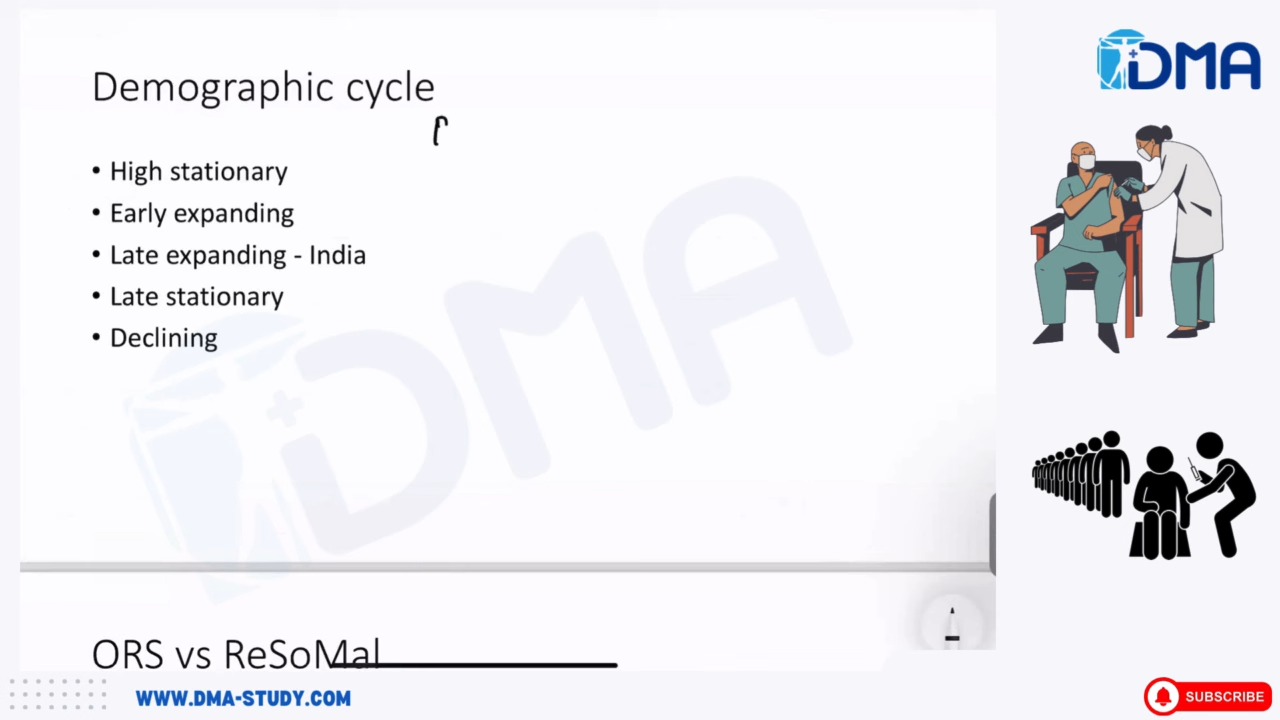 DMA
Demographic cycle
• High stationary
• Early expanding
• Late expanding - India
• Late stationary
• Declining
DMA
ORS vs ReSoMal
WWW.DMA-STUDY.COM
SUBSCRIBE